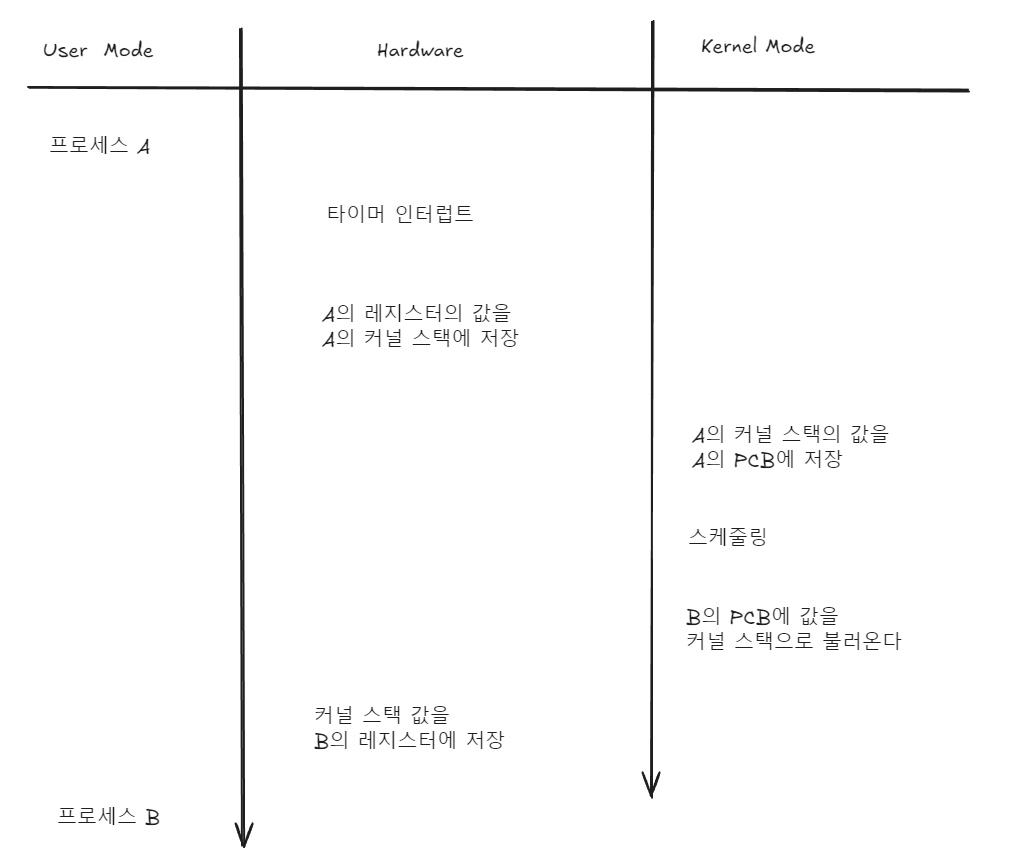 User Mode
Hardware
Kernel Mode
프로세스 A
타이머 인터럽트
A의 레지스터의 값을
A의 커널 스택에 저장
A의 커널 스택의 값을
A의 PCB에 저장
스케줄링
B의 PCB에 값을
커널 스택으로 불러온다
커널 스택 값을
B의 레지스터에 저장
프로세스 B